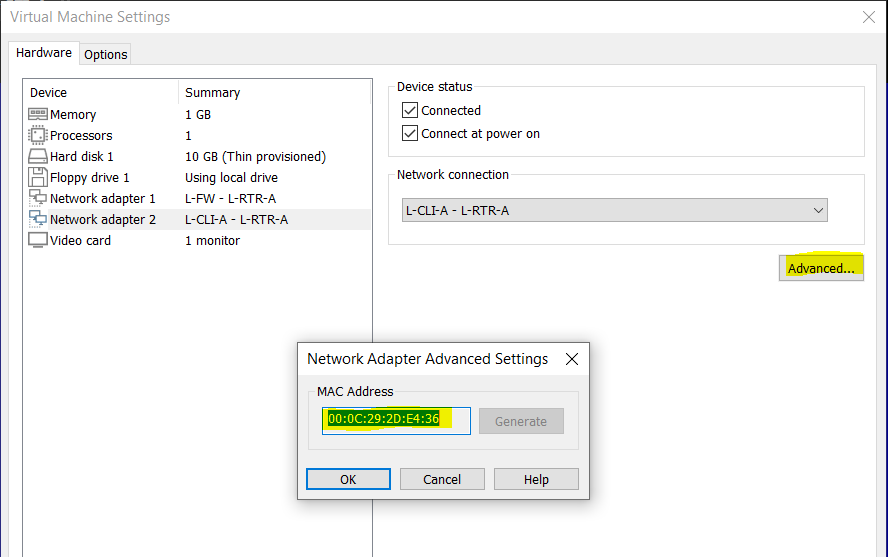 Virtual Machine Settings
Hardware Options
Device Summary
Memory 1 GB
Processors 1
Hard disk 1 10 GB (Thin provisioned)
Floppy drive 1 Using local drive
Network adapter 1 L-FW - L-RTR-A
Network adapter 2 L-CLI-A - L-RTR-A
Video card 1 monitor
Device status
Connected
Connect at power on
Network connection
L-CLI-A - L-RTR-A
Advanced...
Network Adapter Advanced Settings
MAC Address
00:0C:29:2D:E4:36 Generate
OK Cancel Help